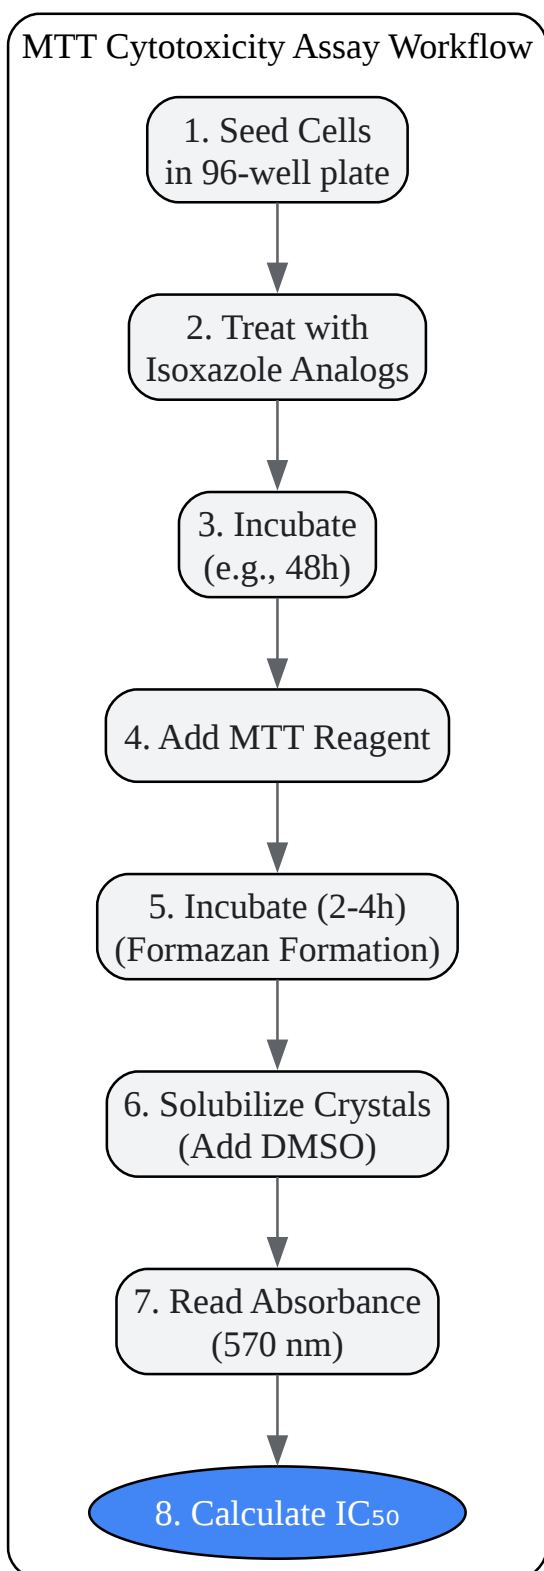 MTT Cytotoxicity Assay Workflow
1. Seed Cells
in 96-well plate
2. Treat with
Isoxazole Analogs
3. Incubate
(e.g., 48h)
4. Add MTT Reagent
5. Incubate (2-4h)
(Formazan Formation)
6. Solubilize Crystals
(Add DMSO)
7. Read Absorbance
(570 nm)
8. Calculate IC₅₀